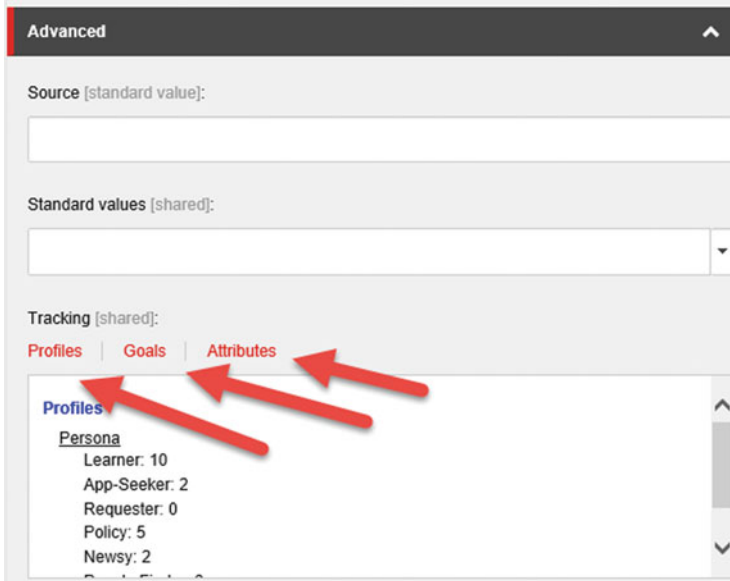 Advanced
Source [standard value]:
Standard values [shared]:
Tracking [shared]:
Profiles | Goals | Attributes
Profiles
Persona
Learner: 10
App-Seeker: 2
Requester: 0
Policy: 5
Newsy: 2